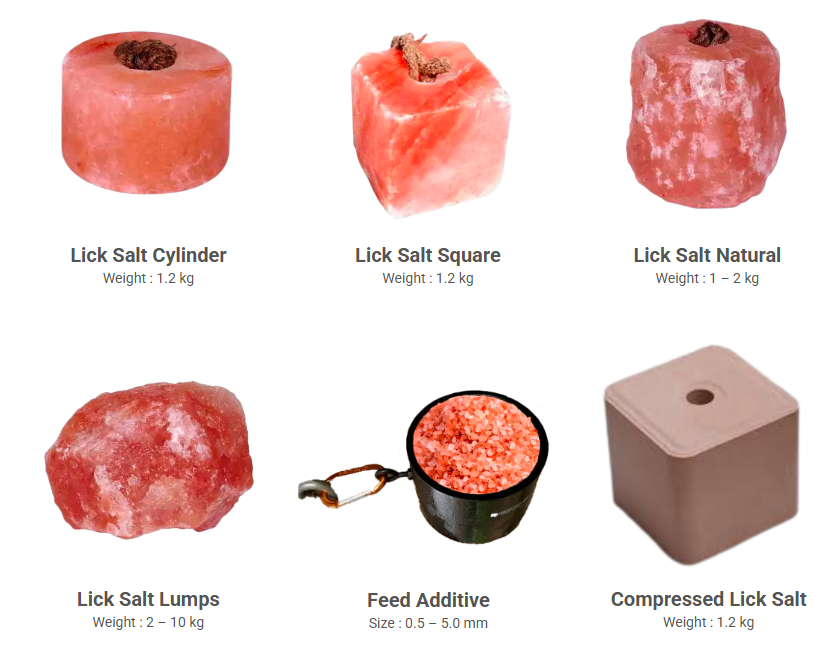 Lick Salt Cylinder
Weight : 1.2 kg
Lick Salt Square
Weight : 1.2 kg
Lick Salt Natural
Weight : 1 – 2 kg
Lick Salt Lumps
Weight : 2 – 10 kg
Feed Additive
Size : 0.5 – 5.0 mm
Compressed Lick Salt
Weight : 1.2 kg